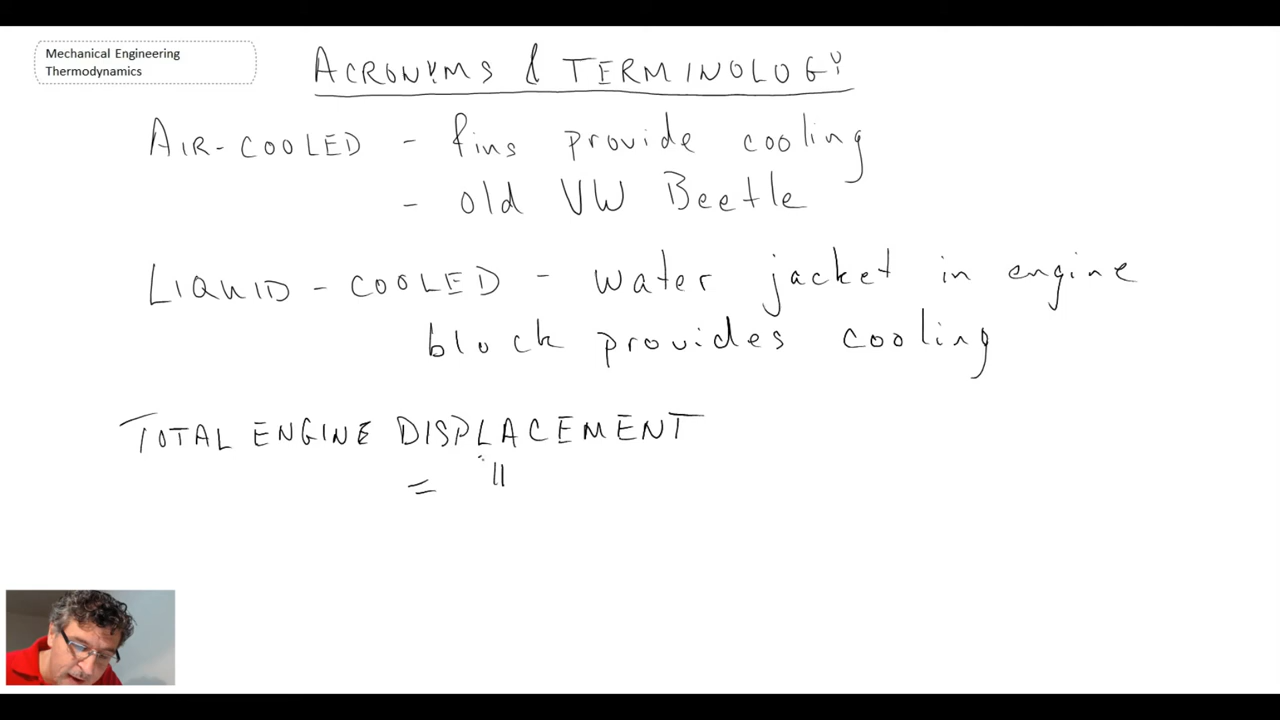 Mechanical Engineering
Thermodynamics
ACRONYMS & TERMINOLOGY
AIR-COOLED - fins provide cooling
- old VW Beetle
LIQUID-COOLED - water jacket in engine
block provides cooling
TOTAL ENGINE DISPLACEMENT
=